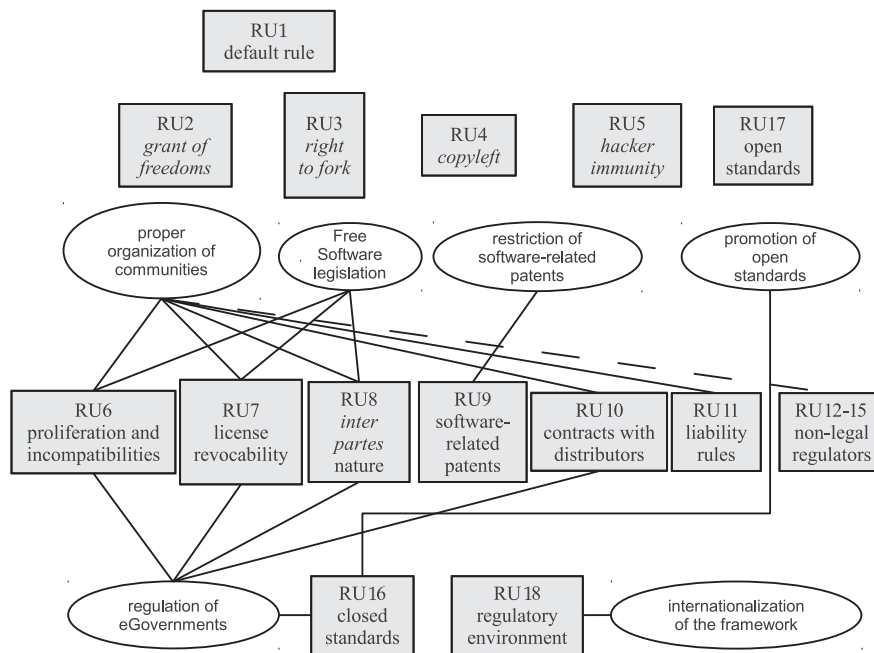 RU1
default rule
RU2
grant of
freedoms
RU3
right
to fork
RU4
copyleft
RU5
hacker
immunity
RU17
open
standards
proper
organization of
communities
Free
Software
legislation
restriction of
software-related
patents
promotion of
open
standards
RU6
proliferation and
incompatibilities
RU7
license
revocability
RU8
inter
partes
nature
RU9
software-
related
patents
RU10
contracts with
distributors
RU11
liability
rules
RU12-15
non-legal
regulators
regulation of
eGovernments
RU16
closed
standards
RU18
regulatory
environment
internationalization
of the framework